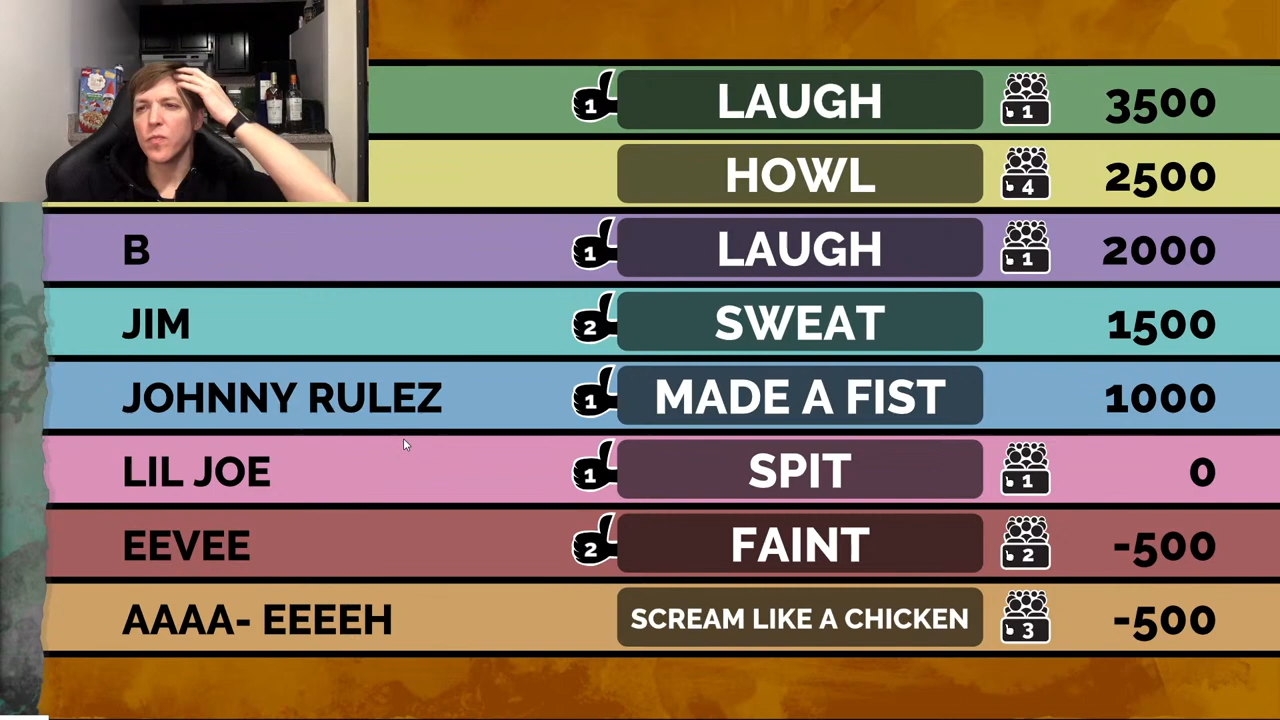 1 LAUGH 1 3500
HOWL 4 2500
B 1 LAUGH 1 2000
JIM 2 SWEAT 1500
JOHNNY RULEZ 1 MADE A FIST 1000
LIL JOE 1 SPIT 1 0
EEVEE 2 FAINT 2 -500
AAAA- EEEEH SCREAM LIKE A CHICKEN 3 -500